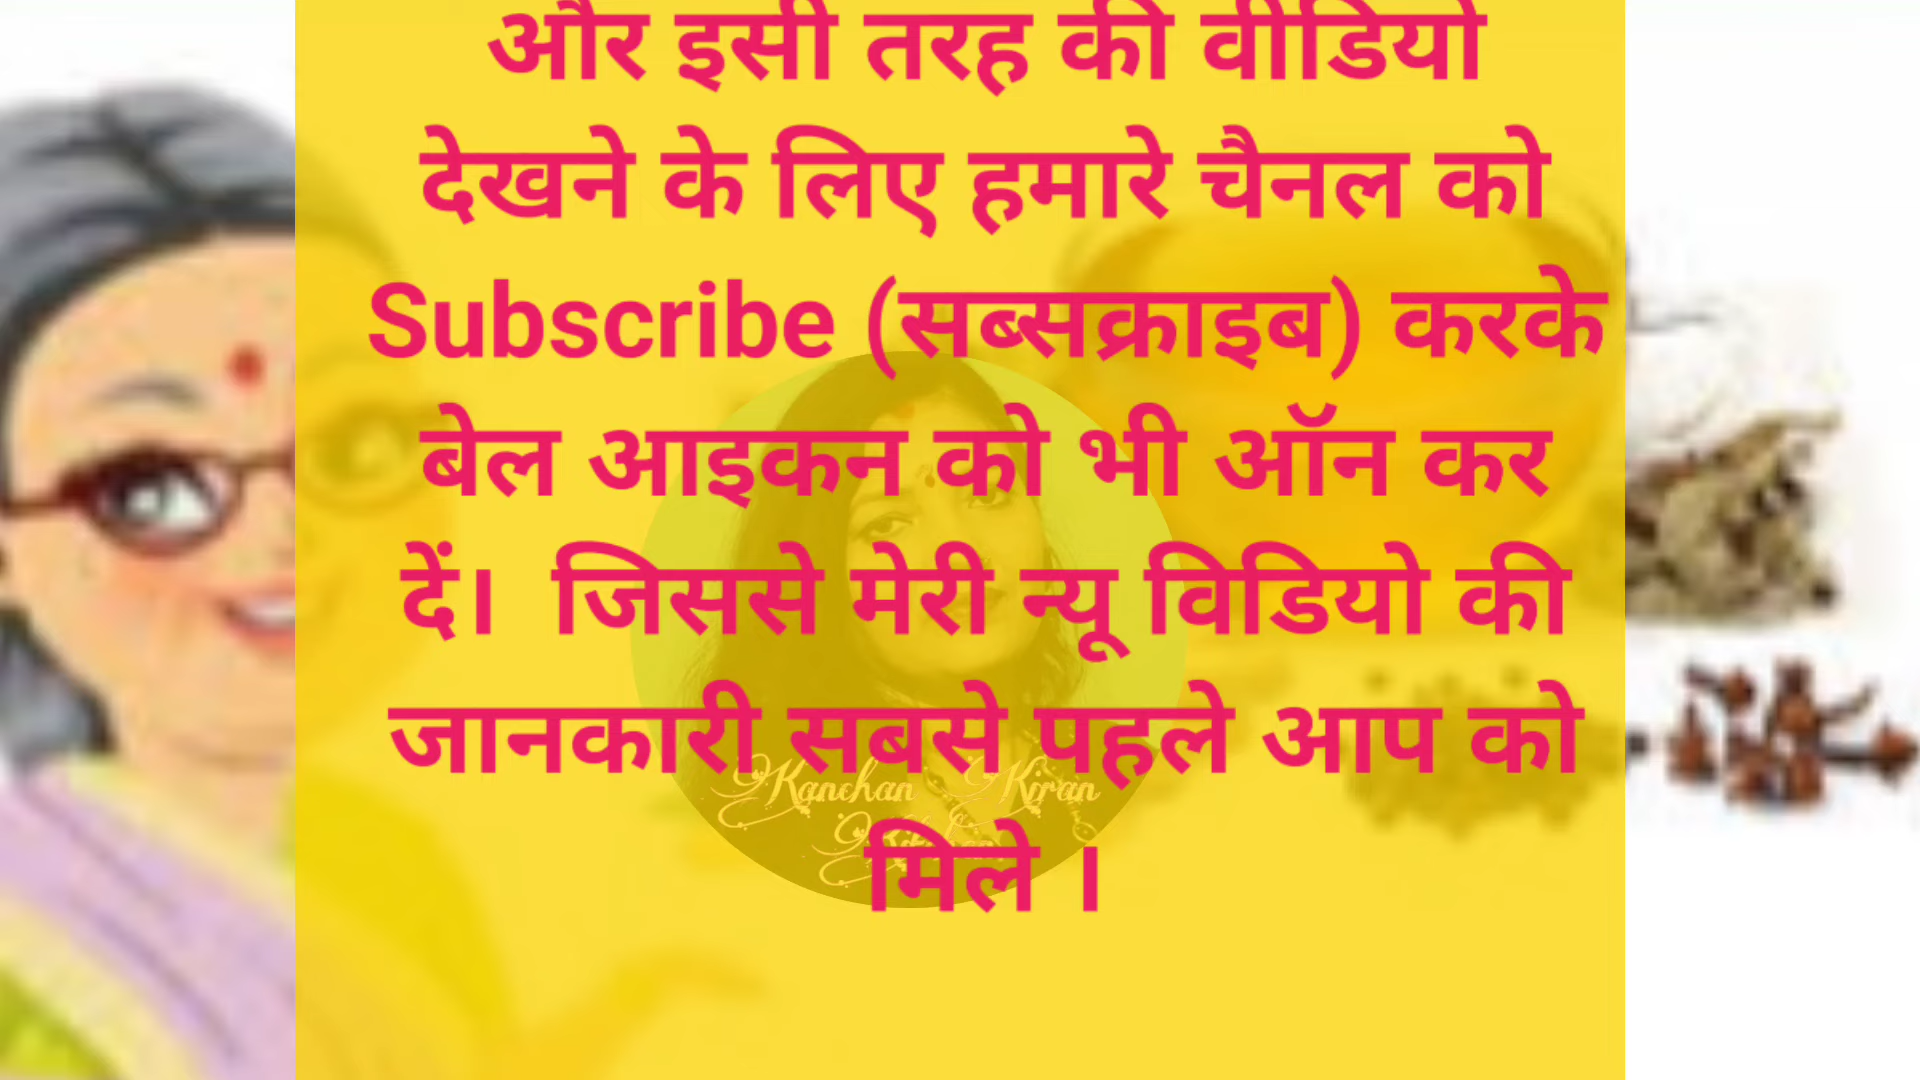 और इसी तरह की वीडियो
देखने के लिए हमारे चैनल को
Subscribe (सब्सक्राइब) करके
बेल आइकन को भी ऑन कर
दें।  जिससे मेरी न्यू विडियो की
जानकारी सबसे पहले आप को
Kanchan Kiran
मिले ।